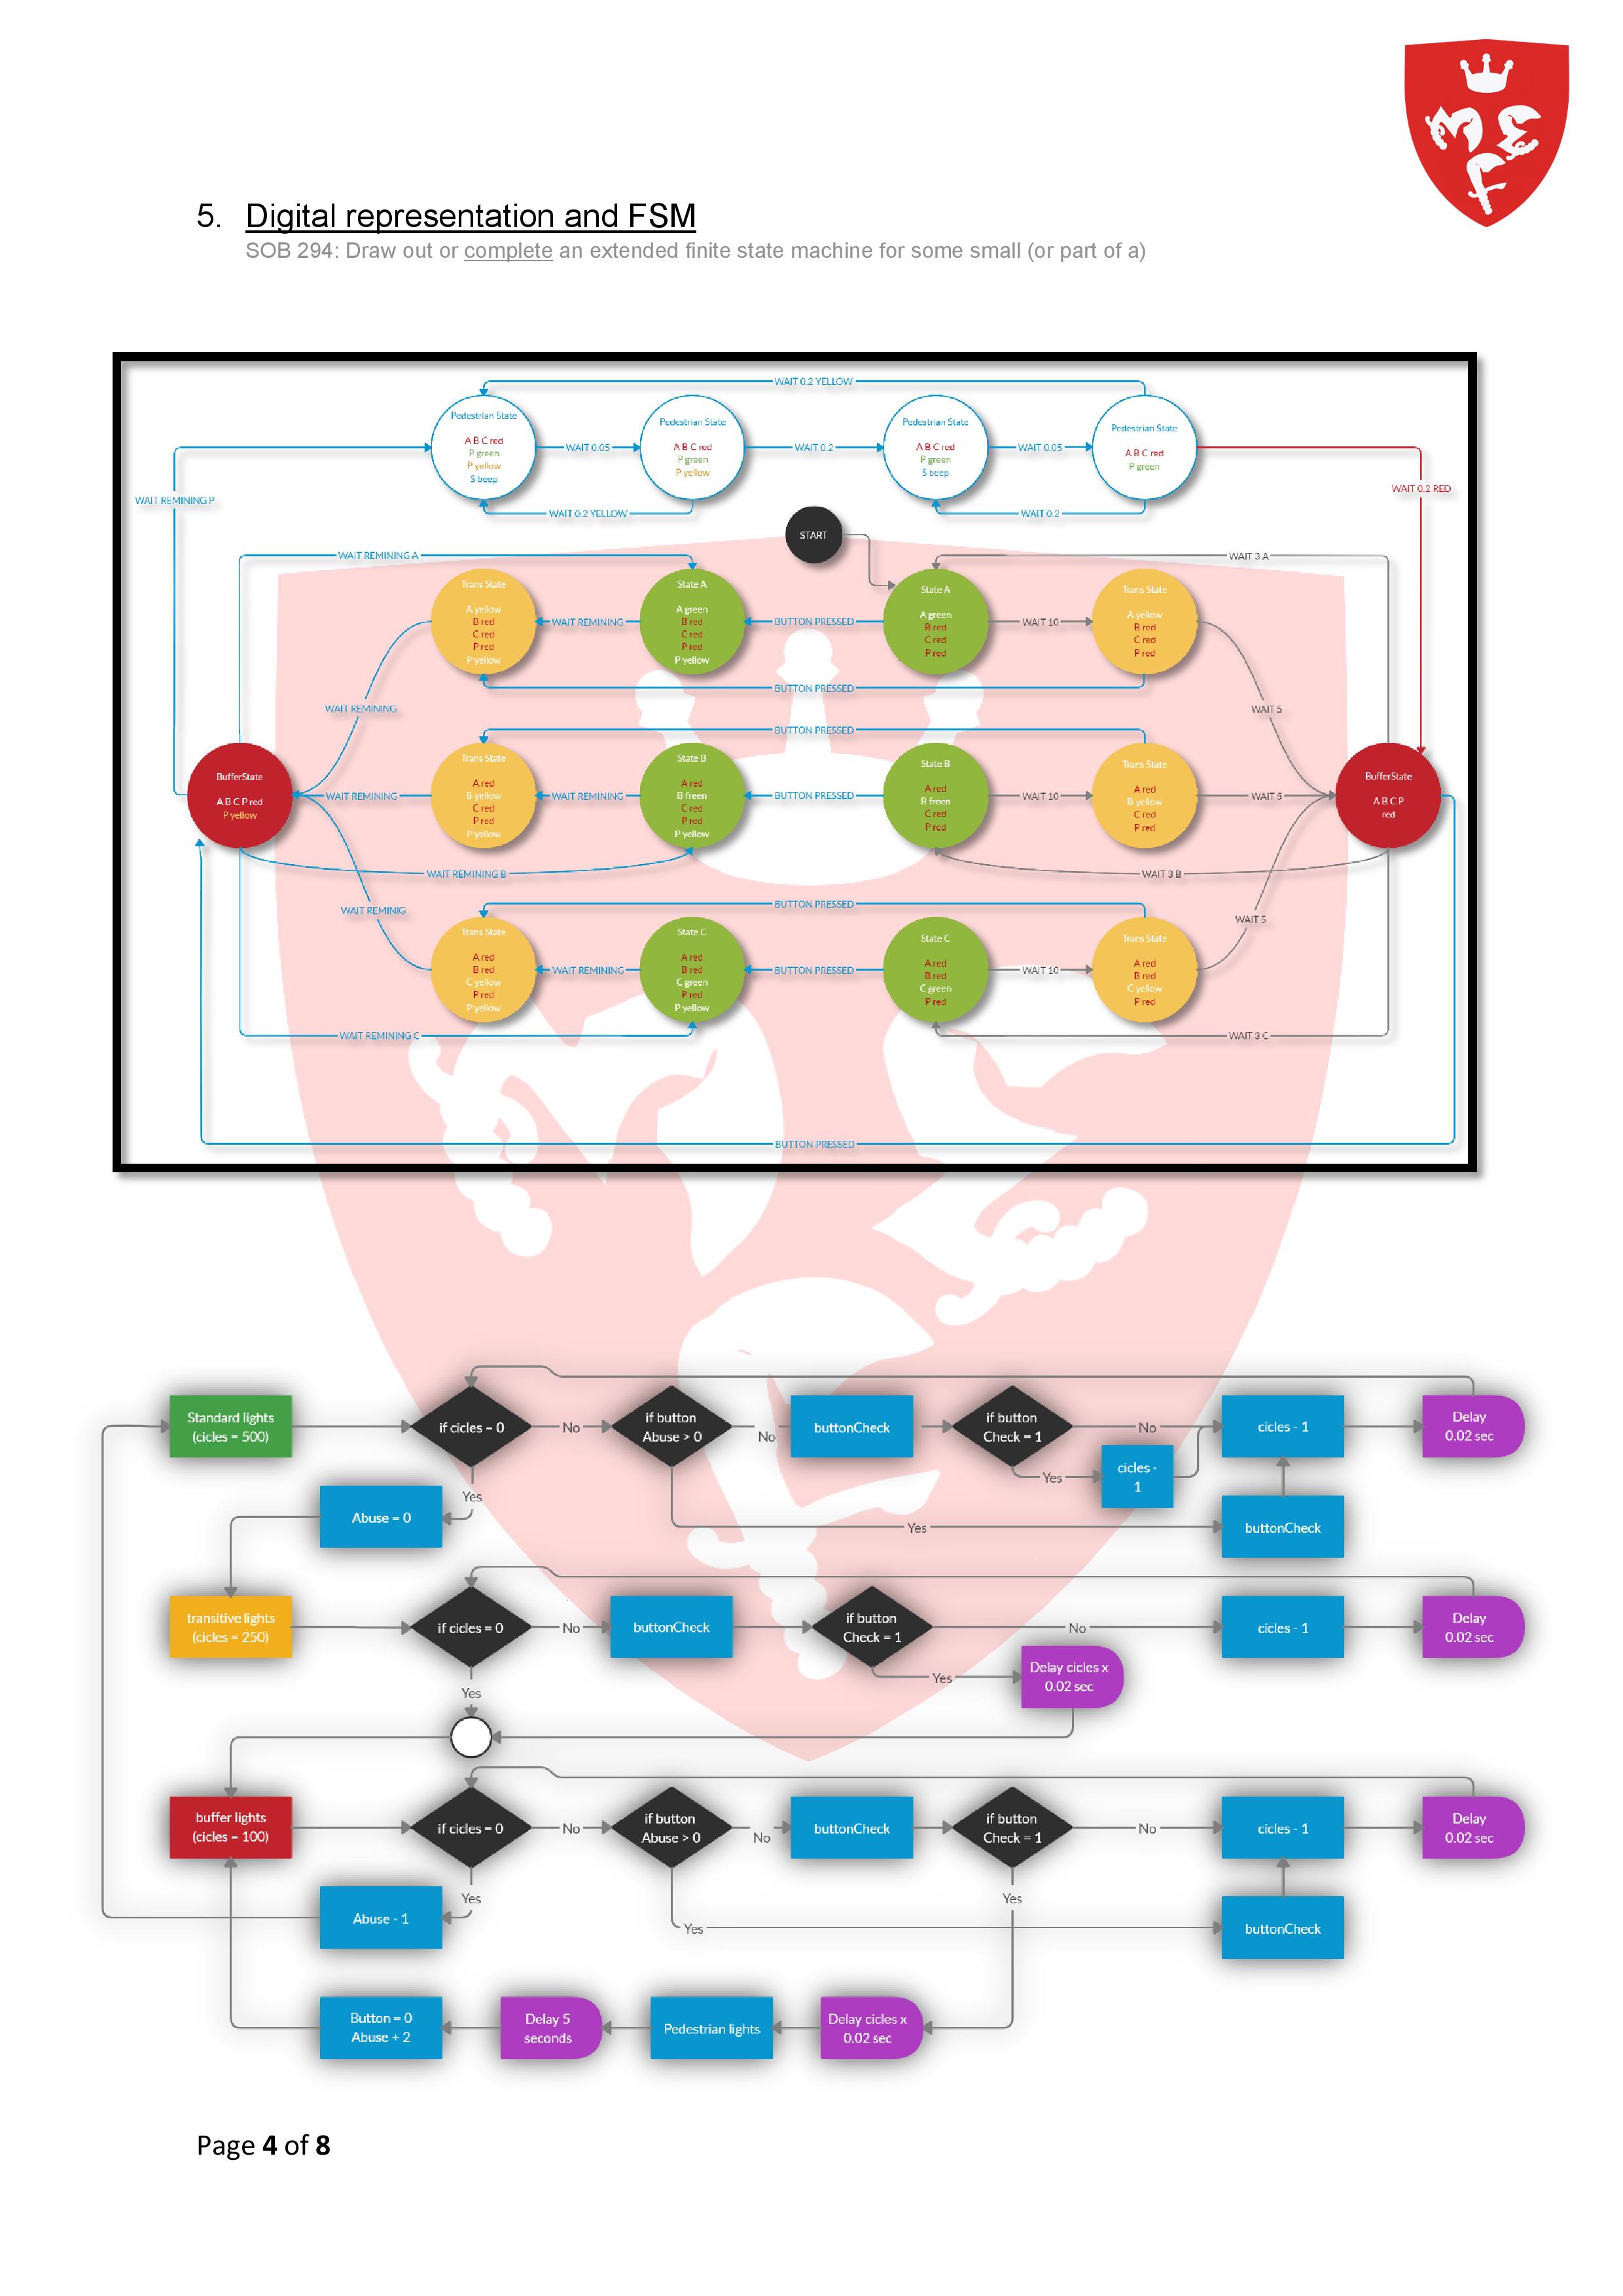 M E F
5. Digital representation and FSM
SOB 294: Draw out or complete an extended finite state machine for some small (or part of a)
WAIT 0.2 YELLOW
Pedestrian State
A B C red
P green
P yellow
S beep
WAIT 0.05
Pedestrian State
A B C red
P green
P yellow
WAIT 0.2
Pedestrian State
A B C red
P green
S beep
WAIT 0.05
Pedestrian State
A B C red
P green
WAIT REMINING P
WAIT 0.2 RED
WAIT 0.2 YELLOW
WAIT 0.2
START
WAIT REMINING A
WAIT 3 A
Trans State
A yellow
B red
C red
P red
P yellow
WAIT REMINING
State A
A green
B red
C red
P red
P yellow
BUTTON PRESSED
State A
A green
B red
C red
P red
WAIT 10
Trans State
A yellow
B red
C red
P red
BUTTON PRESSED
WAIT REMINING
WAIT 5
BUTTON PRESSED
BufferState
A B C P red
P yellow
WAIT REMINING
Trans State
A red
B yellow
C red
P red
P yellow
WAIT REMINING
State B
A red
B freen
C red
P red
P yellow
BUTTON PRESSED
State B
A red
B freen
C red
P red
WAIT 10
Trans State
A red
B yellow
C red
P red
WAIT 5
BufferState
A B C P
red
WAIT REMINING B
WAIT 3 B
WAIT REMINIG
BUTTON PRESSED
WAIT 5
Trans State
A red
B red
C yellow
P red
P yellow
WAIT REMINING
State C
A red
B red
C green
P red
P yellow
BUTTON PRESSED
State C
A red
B red
C green
P red
WAIT 10
Trans State
A red
B red
C yellow
P red
WAIT REMINING C
WAIT 3 C
BUTTON PRESSED
Standard lights
(cicles = 500)
if cicles = 0
No
if button
Abuse > 0
No
buttonCheck
if button
Check = 1
No
cicles - 1
Delay
0.02 sec
Yes
cicles -
1
Yes
Abuse = 0
Yes
buttonCheck
transitive lights
(cicles = 250)
if cicles = 0
No
buttonCheck
if button
Check = 1
No
cicles - 1
Delay
0.02 sec
Yes
Delay cicles x
0.02 sec
Yes
buffer lights
(cicles = 100)
if cicles = 0
No
if button
Abuse > 0
No
buttonCheck
if button
Check = 1
No
cicles - 1
Delay
0.02 sec
Yes
Yes
Abuse - 1
Yes
buttonCheck
Button = 0
Abuse + 2
Delay 5
seconds
Pedestrian lights
Delay cicles x
0.02 sec
Page 4 of 8